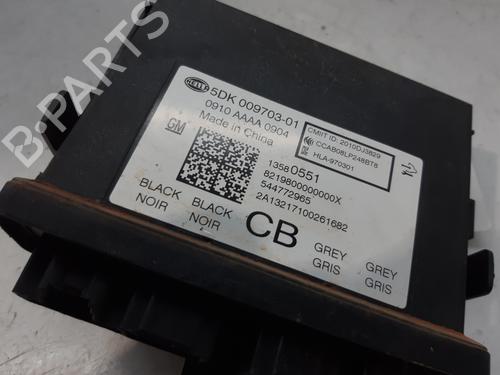 HELLA
5DK 009703-01
0910 AAAA 0904
Made in China
GM
CMIIT ID: 2010DJ3829
CCAB08LP248BT8
HLA-970301
13580551
8219800000000X
544772965
2A13217100261682
BLACK BLACK CB GREY GREY
NOIR NOIR GRIS GRIS
B-Parts